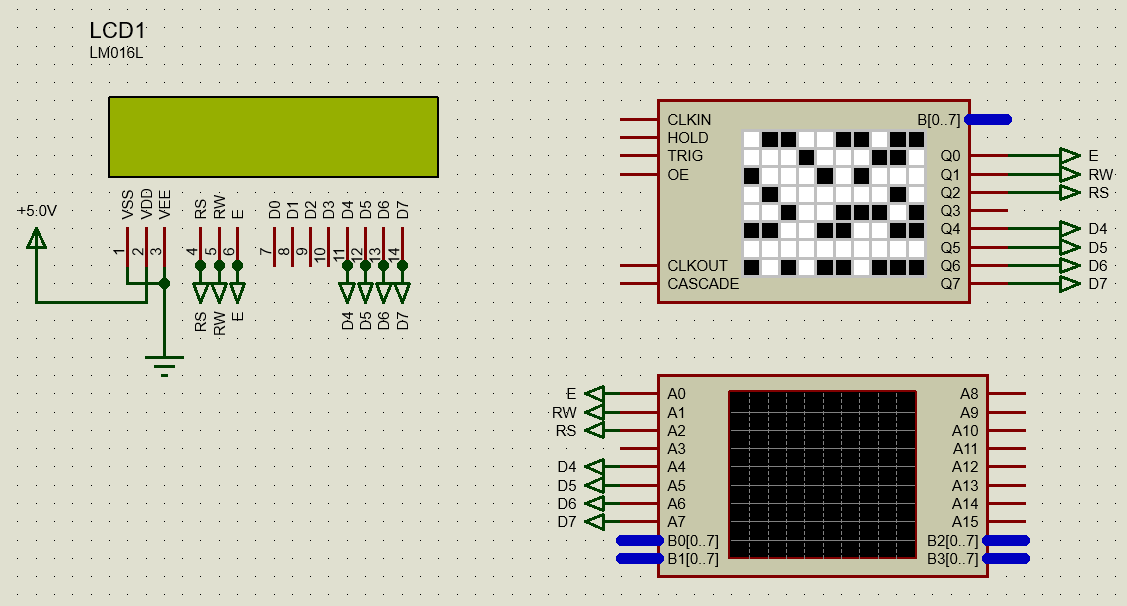 LCD1
LM016L
+5.0V
VSS VDD VEE RS RW E D0 D1 D2 D3 D4 D5 D6 D7
1 2 3 4 5 6 7 8 9 10 11 12 13 14
RS RW E D4 D5 D6 D7
CLKIN B[0..7]
HOLD
TRIG Q0 E
OE Q1 RW
Q2 RS
Q3
Q4 D4
Q5 D5
CLKOUT Q6 D6
CASCADE Q7 D7
E A0 A8
RW A1 A9
RS A2 A10
A3 A11
D4 A4 A12
D5 A5 A13
D6 A6 A14
D7 A7 A15
B0[0..7] B2[0..7]
B1[0..7] B3[0..7]